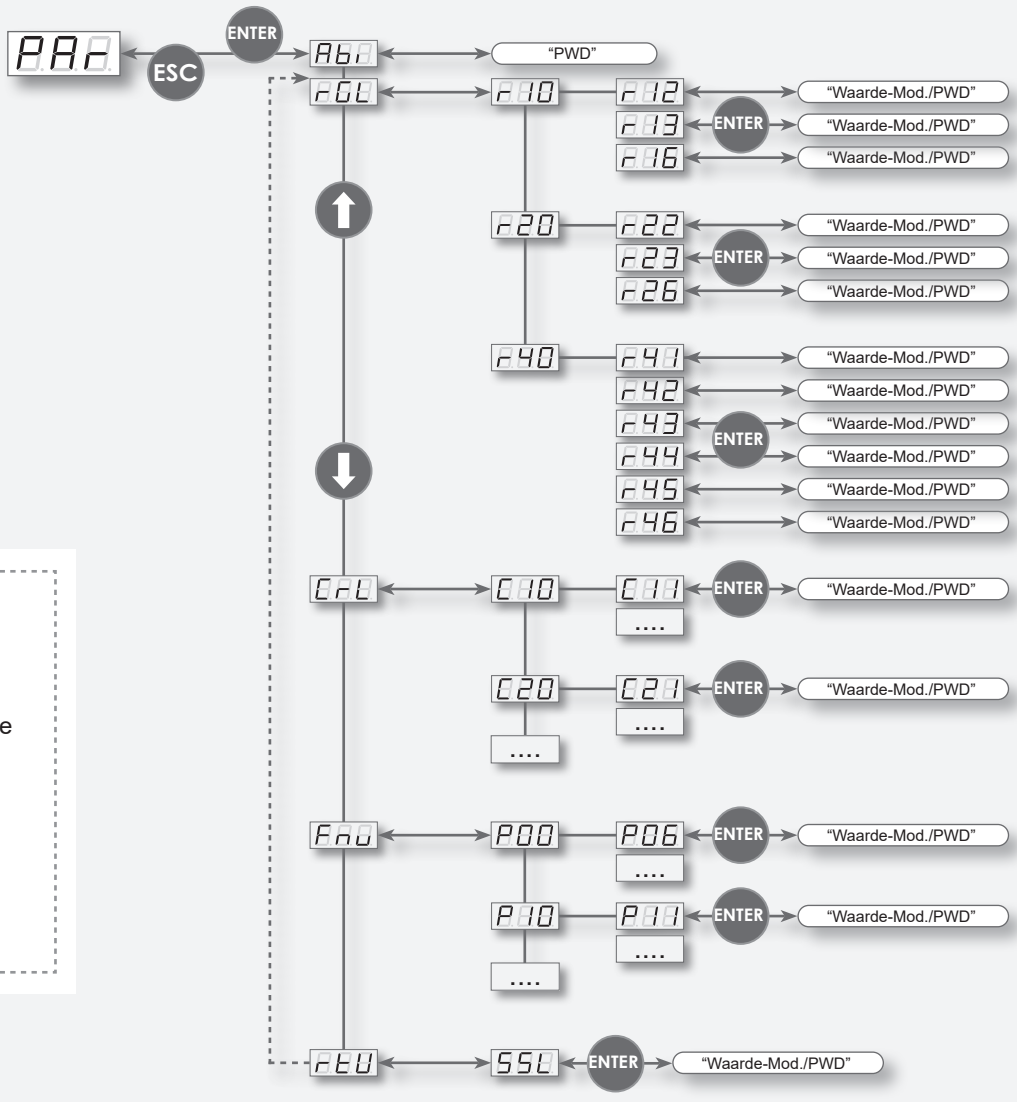 PAr
ENTER
ESC
Abi
"PWD"
rGL
r10
r12
"Waarde-Mod./PWD"
r13
ENTER
"Waarde-Mod./PWD"
r16
"Waarde-Mod./PWD"
r20
r22
"Waarde-Mod./PWD"
r23
ENTER
"Waarde-Mod./PWD"
r26
"Waarde-Mod./PWD"
r40
r41
"Waarde-Mod./PWD"
r42
"Waarde-Mod./PWD"
r43
ENTER
"Waarde-Mod./PWD"
r44
"Waarde-Mod./PWD"
r45
"Waarde-Mod./PWD"
r46
"Waarde-Mod./PWD"
CrL
C10
C11
ENTER
"Waarde-Mod./PWD"
....
C20
C21
ENTER
"Waarde-Mod./PWD"
....
....
e
Fnu
P00
P06
ENTER
"Waarde-Mod./PWD"
....
P10
P11
ENTER
"Waarde-Mod./PWD"
....
....
rtU
SSL
ENTER
"Waarde-Mod./PWD"